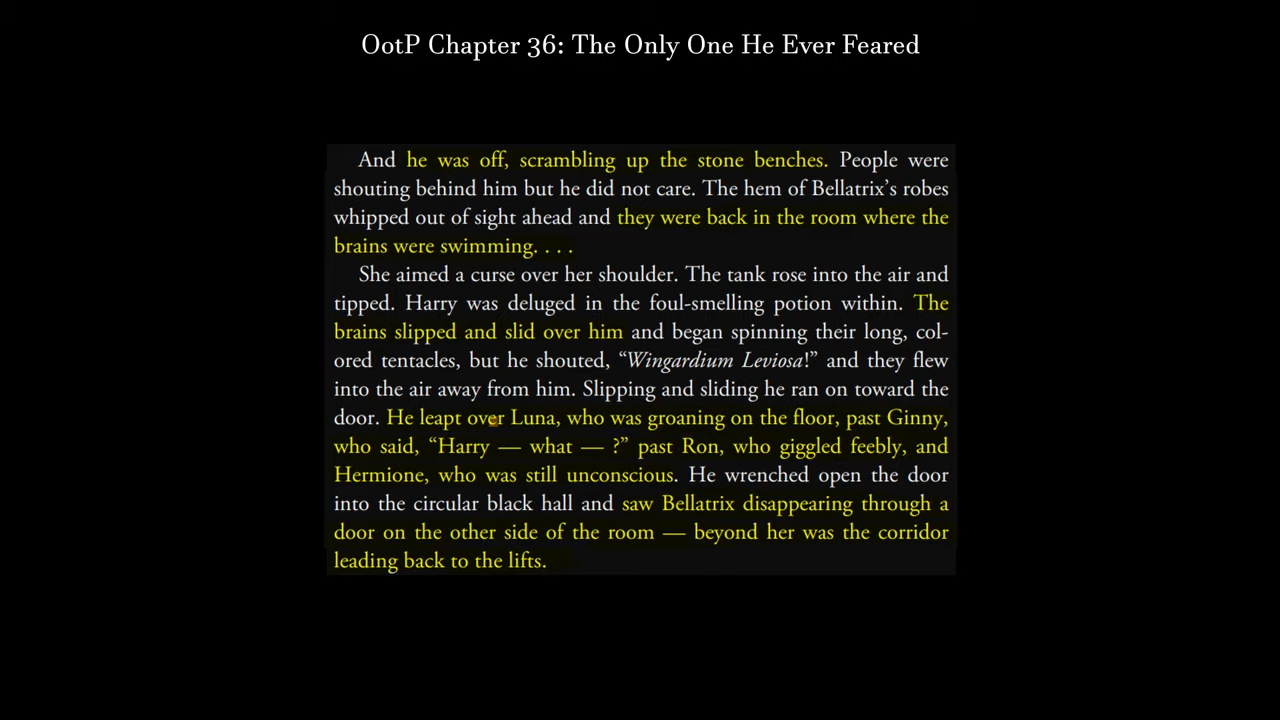 OotP Chapter 36: The Only One He Ever Feared
And he was off, scrambling up the stone benches. People were
shouting behind him but he did not care. The hem of Bellatrix’s robes
whipped out of sight ahead and they were back in the room where the
brains were swimming. . . .
She aimed a curse over her shoulder. The tank rose into the air and
tipped. Harry was deluged in the foul-smelling potion within. The
brains slipped and slid over him and began spinning their long, col-
ored tentacles, but he shouted, “Wingardium Leviosa!” and they flew
into the air away from him. Slipping and sliding he ran on toward the
door. He leapt over Luna, who was groaning on the floor, past Ginny,
who said, “Harry — what — ?” past Ron, who giggled feebly, and
Hermione, who was still unconscious. He wrenched open the door
into the circular black hall and saw Bellatrix disappearing through a
door on the other side of the room — beyond her was the corridor
leading back to the lifts.